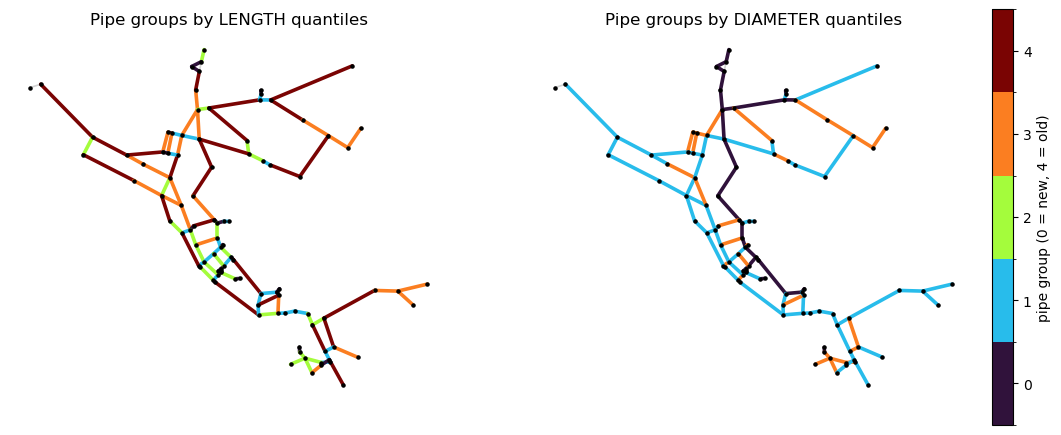 Pipe groups by LENGTH quantiles
Pipe groups by DIAMETER quantiles
4
3
2
1
0
pipe group (0 = new, 4 = old)